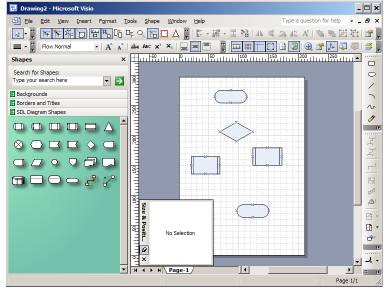 Drawing2 - Microsoft Visio
File Edit View Insert Format Tools Shape Window Help
Type a question for help
Row Normal
Shapes
Search for Shapes:
Type your search here
Backgrounds
Borders and Titles
SDL Diagram Shapes
Size & Positi...
No Selection
Page-1
Page 1/1